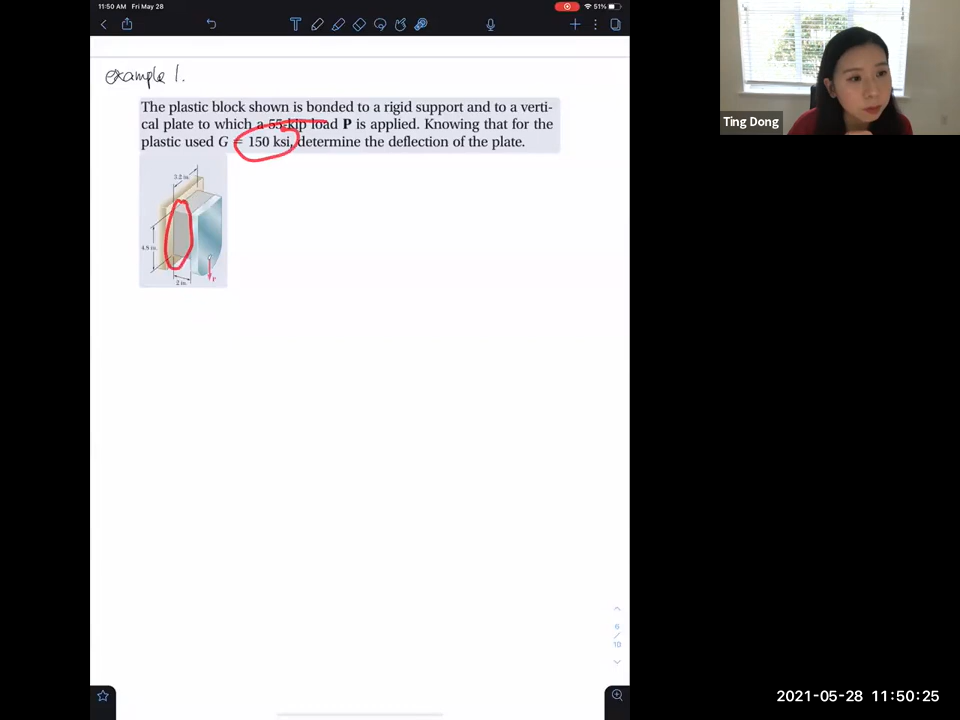 11:50 AM Fri May 28
51%
example 1.
The plastic block shown is bonded to a rigid support and to a verti-
cal plate to which a 55-kip load P is applied. Knowing that for the
plastic used G = 150 ksi, determine the deflection of the plate.
3.2 in.
4.8 in.
2 in.
P
6
/
10
Ting Dong
2021-05-28 11:50:25